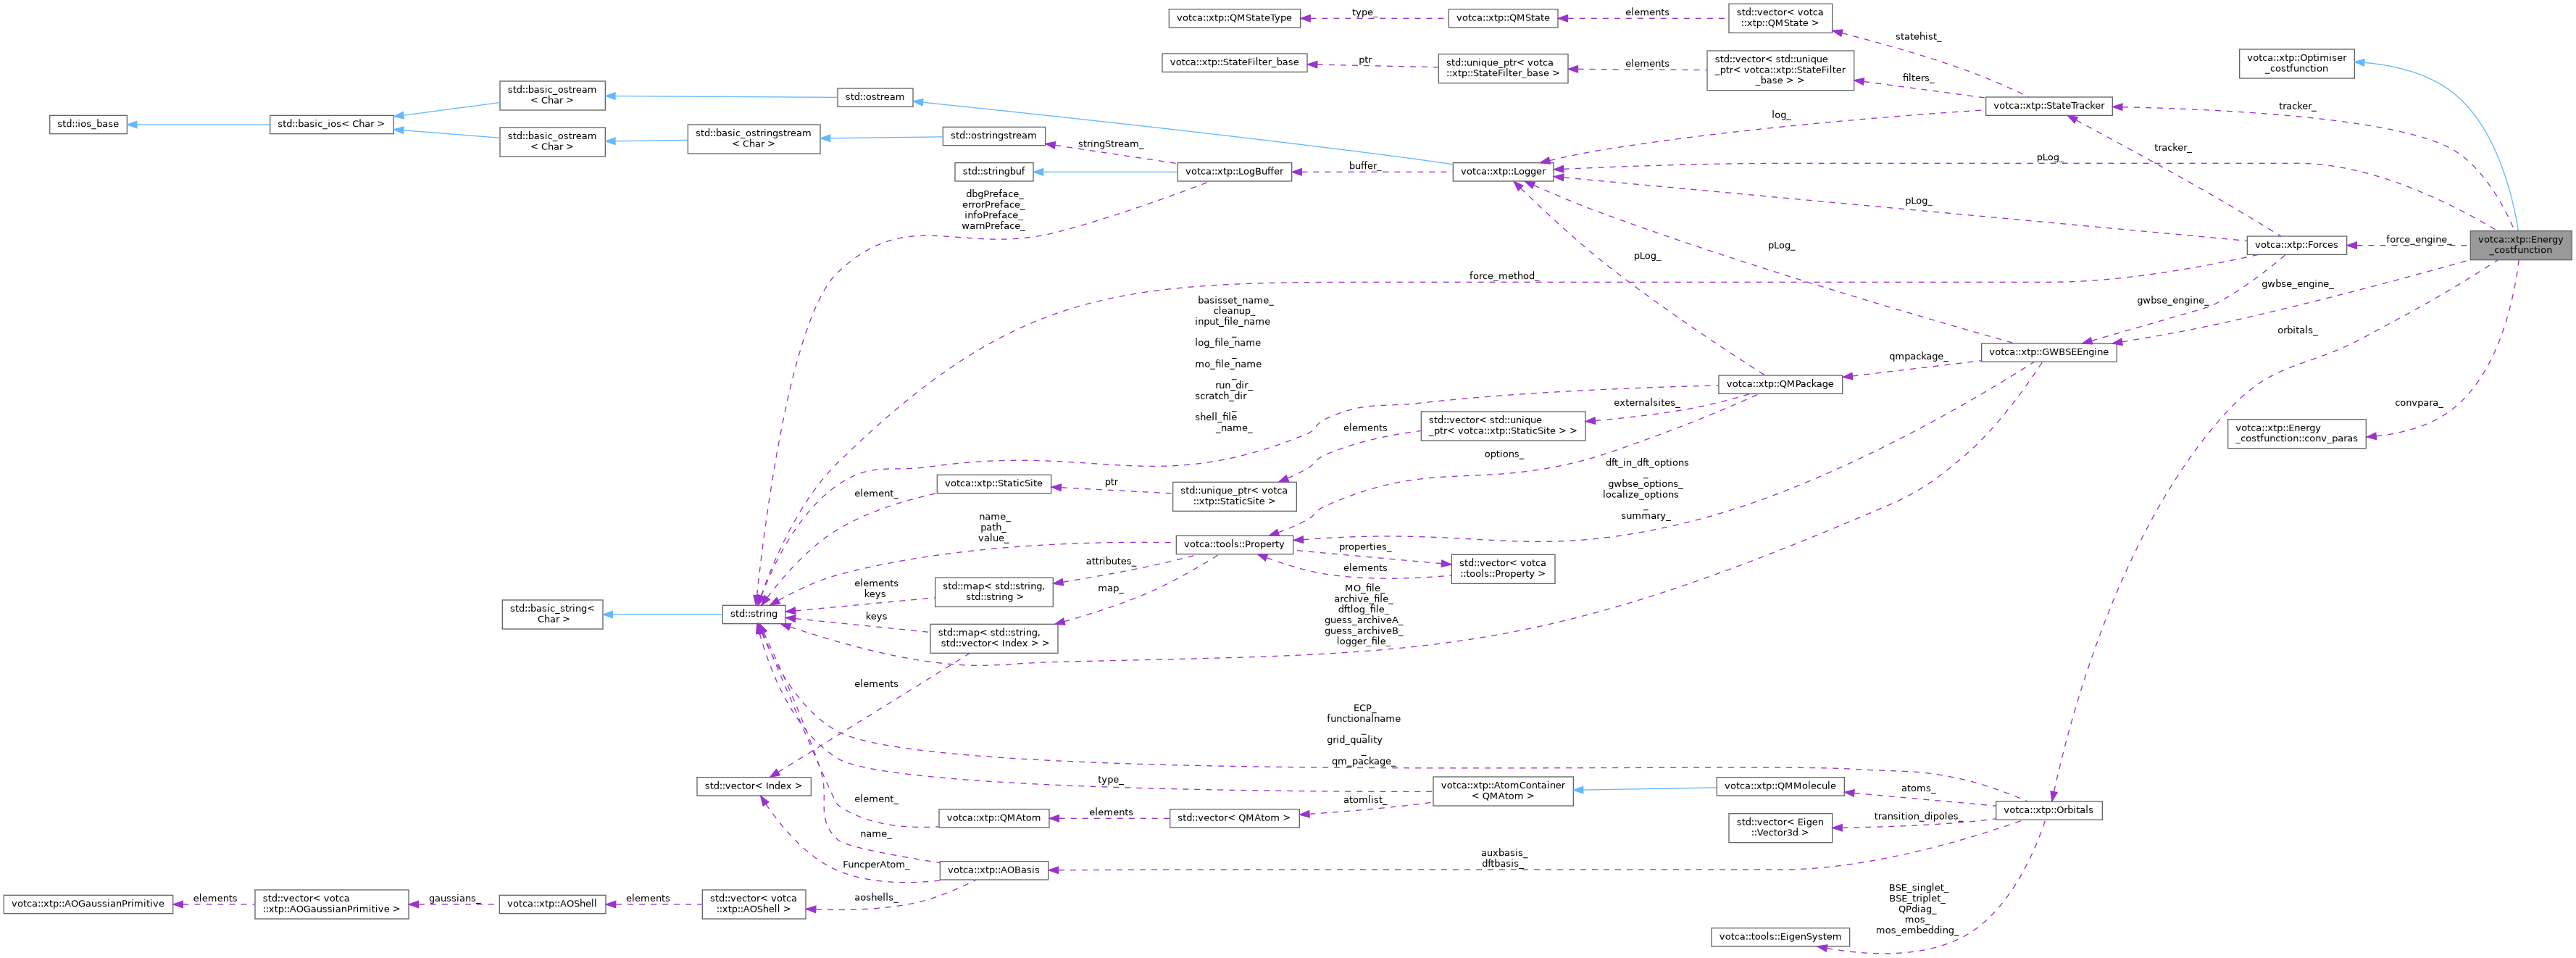 votca::xtp::QMStateType
type_
votca::xtp::QMState
elements
std::vector< votca
::xtp::QMState >
statehist_
votca::xtp::StateFilter_base
ptr
std::unique_ptr< votca
::xtp::StateFilter_base >
elements
std::vector< std::unique
_ptr< votca::xtp::StateFilter
_base > >
filters_
votca::xtp::Optimiser
_costfunction
std::ios_base
std::basic_ios< Char >
std::basic_ostream
< Char >
std::basic_ostream
< Char >
std::ostream
std::basic_ostringstream
< Char >
std::ostringstream
stringStream_
std::stringbuf
votca::xtp::LogBuffer
buffer_
votca::xtp::Logger
log_
votca::xtp::StateTracker
tracker_
tracker_
pLog_
pLog_
pLog_
pLog_
dbgPreface_
errorPreface_
infoPreface_
warnPreface_
votca::xtp::Forces
force_engine_
votca::xtp::Energy
_costfunction
force_method_
gwbse_engine_
gwbse_engine_
orbitals_
convpara_
votca::xtp::Energy
_costfunction::conv_paras
basisset_name_
cleanup_
input_file_name
_
log_file_name
_
mo_file_name
_
run_dir_
scratch_dir
_
shell_file
_name_
votca::xtp::GWBSEEngine
qmpackage_
votca::xtp::QMPackage
externalsites_
std::vector< std::unique
_ptr< votca::xtp::StaticSite > >
elements
options_
std::unique_ptr< votca
::xtp::StaticSite >
ptr
votca::xtp::StaticSite
element_
dft_in_dft_options
_
gwbse_options_
localize_options
_
summary_
name_
path_
value_
votca::tools::Property
properties_
elements
std::vector< votca
::tools::Property >
attributes_
std::map< std::string,
std::string >
elements
keys
map_
std::map< std::string,
std::vector< Index > >
keys
elements
std::basic_string<
Char >
std::string
MO_file_
archive_file_
dftlog_file_
guess_archiveA_
guess_archiveB_
logger_file_
ECP_
functionalname
_
grid_quality
_
qm_package_
std::vector< Index >
type_
votca::xtp::AtomContainer
< QMAtom >
votca::xtp::QMMolecule
atoms_
votca::xtp::Orbitals
atomlist_
std::vector< QMAtom >
elements
votca::xtp::QMAtom
element_
transition_dipoles_
std::vector< Eigen
::Vector3d >
name_
FuncperAtom_
votca::xtp::AOBasis
auxbasis_
dftbasis_
aoshells_
std::vector< votca
::xtp::AOShell >
elements
votca::xtp::AOShell
gaussians_
std::vector< votca
::xtp::AOGaussianPrimitive >
elements
votca::xtp::AOGaussianPrimitive
BSE_singlet_
BSE_triplet_
QPdiag_
mos_
mos_embedding_
votca::tools::EigenSystem